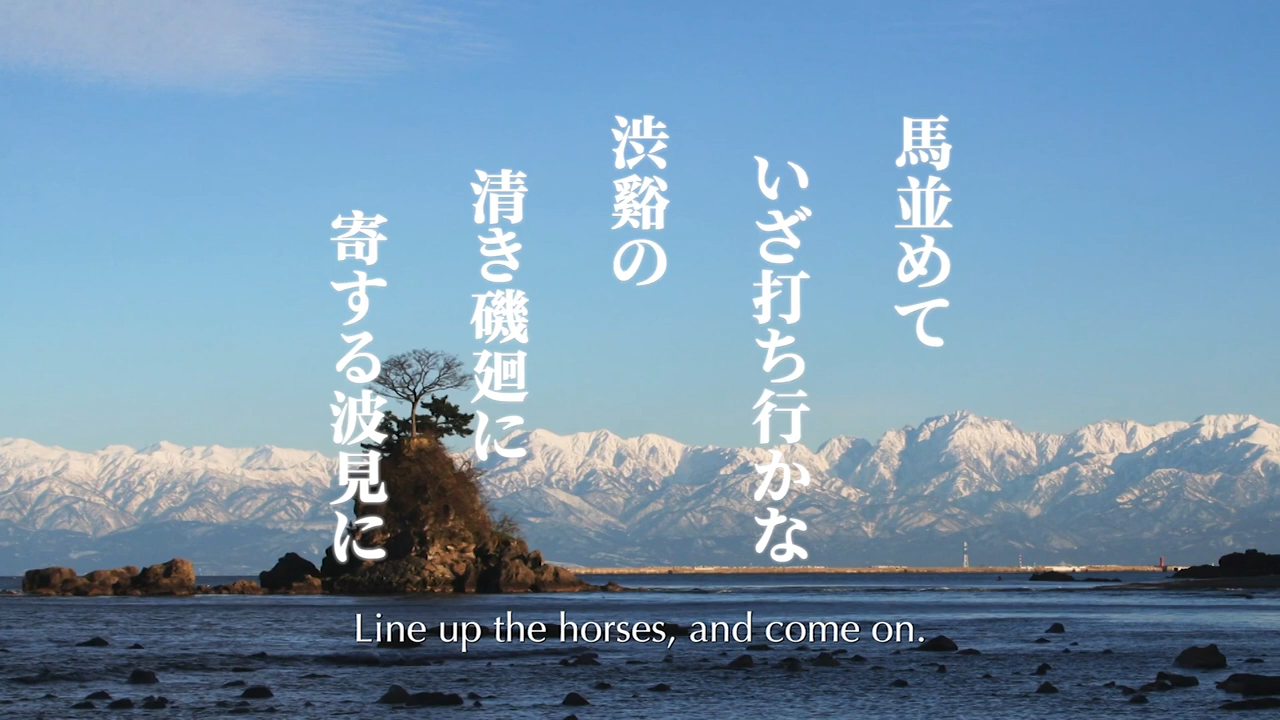 馬並めて
いざ打ち行かな
渋谿の
清き磯廻に
寄する波見に
Line up the horses, and come on.